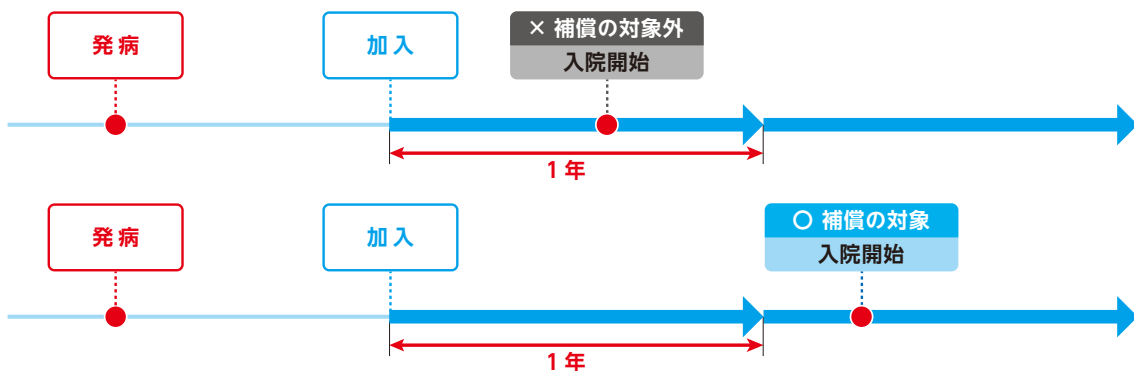 発病
加入
× 補償の対象外
入院開始
1年
発病
加入
〇 補償の対象
入院開始
1年